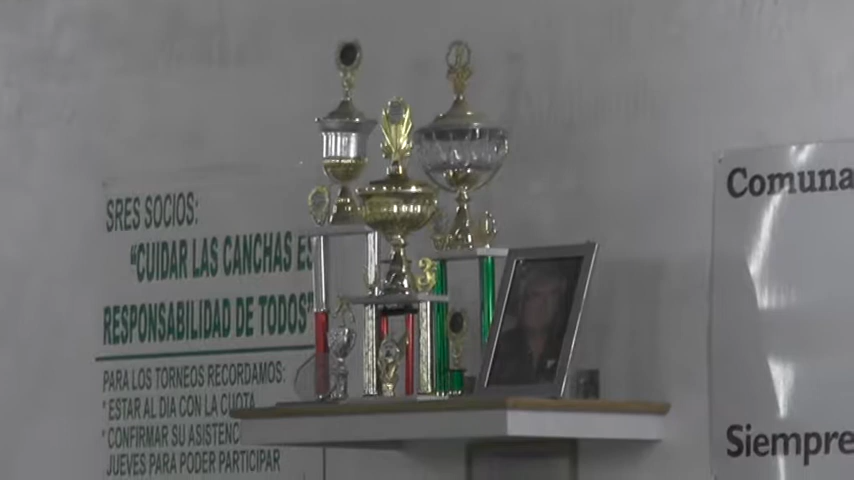 SRES SOCIOS:
"CUIDAR LAS CANCHAS ES
RESPONSABILIDAD DE TODOS"
PARA LOS TORNEOS RECORDAMOS:
* ESTAR AL DIA CON LA CUOTA
* CONFIRMAR SU ASISTENC
JUEVES PARA PODER PARTICIPAR
Comuna
Siempre
3